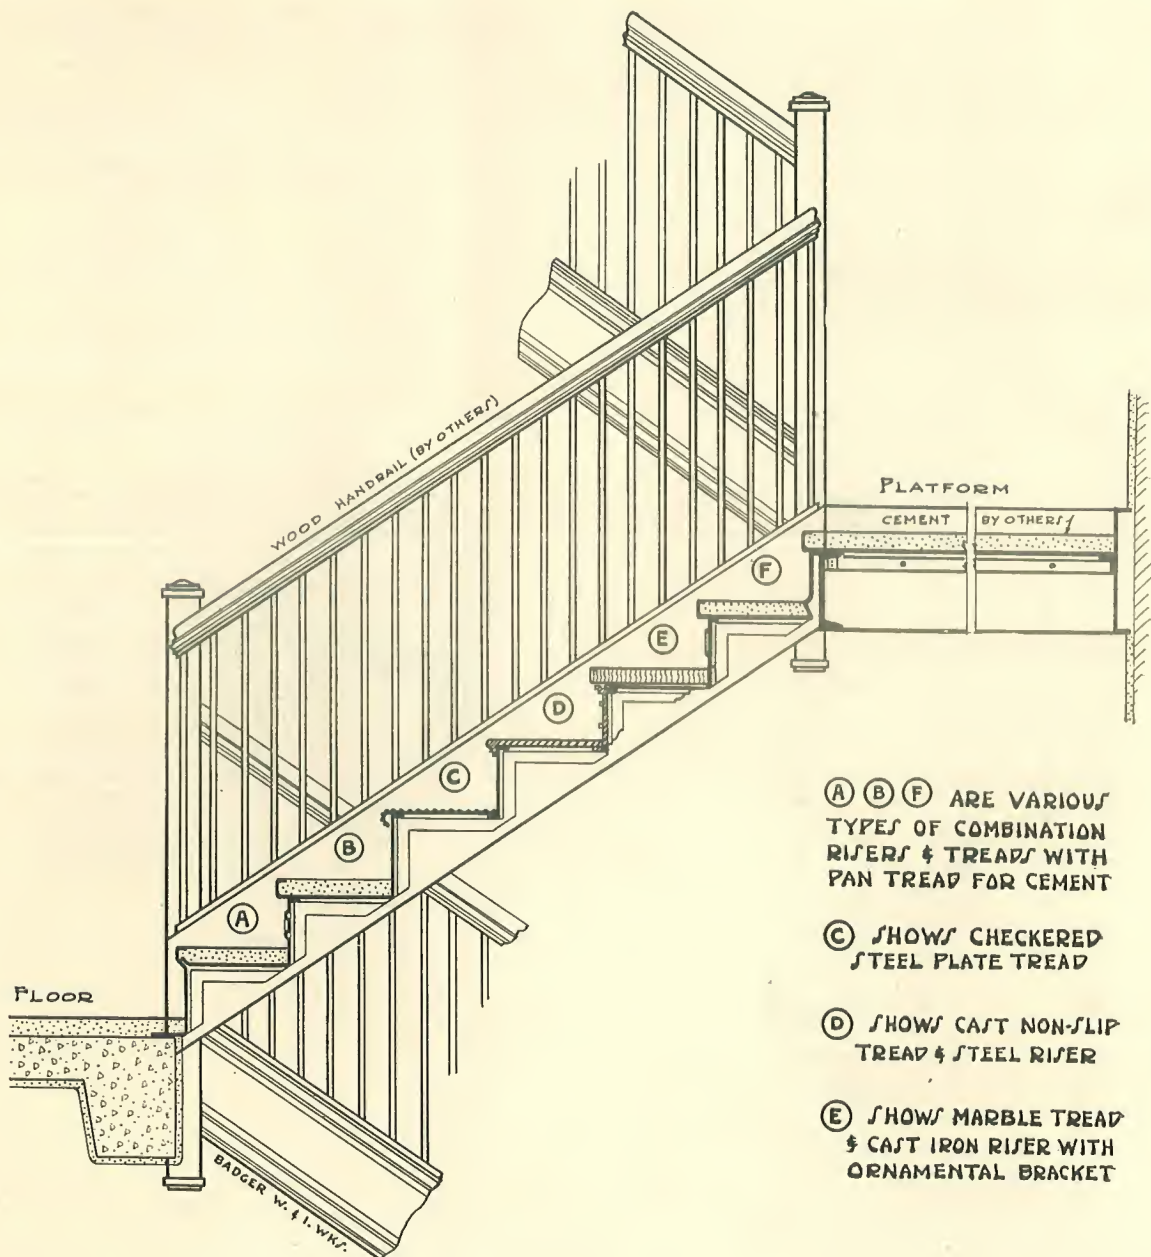 WOOD HANDRAIL (BY OTHERS)
PLATFORM
CEMENT BY OTHERS
F
E
D
C
B
A
FLOOR
A B F ARE VARIOUS
TYPES OF COMBINATION
RISERS & TREADS WITH
PAN TREAD FOR CEMENT
C SHOWS CHECKERED
STEEL PLATE TREAD
D SHOWS CAST NON-SLIP
TREAD & STEEL RISER
E SHOWS MARBLE TREAD
& CAST IRON RISER WITH
ORNAMENTAL BRACKET
BADGER W. & I. WKS.